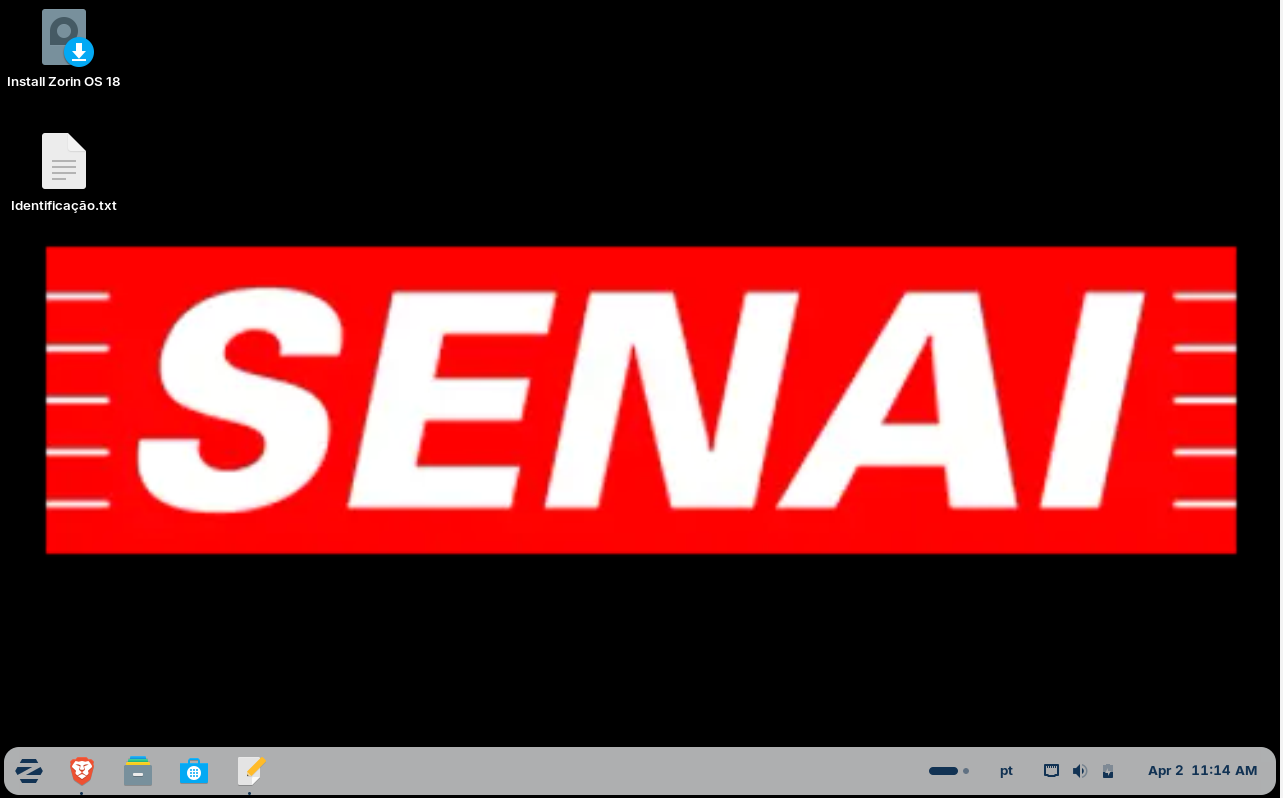 Install Zorin OS 18
Identificação.txt
SENAI
pt
Apr 2 11:14 AM